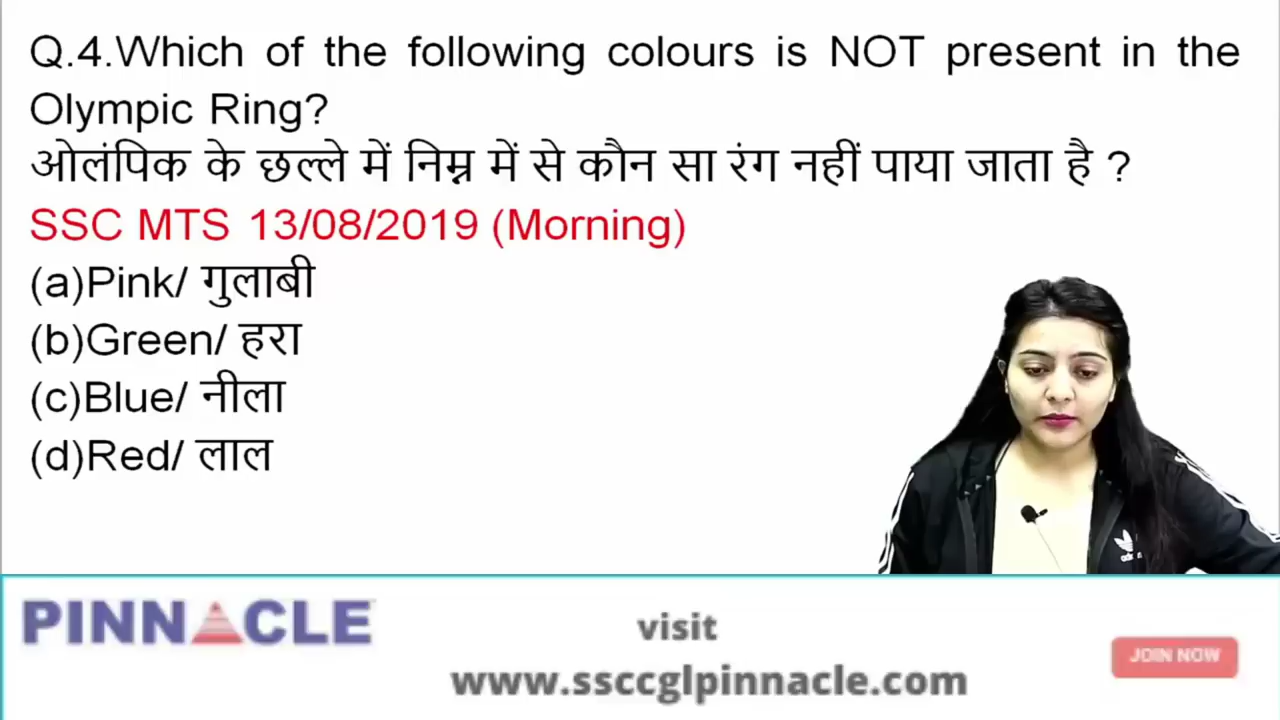 Q.4.Which of the following colours is NOT present in the
Olympic Ring?
ओलंपिक के छल्ले में निम्न में से कौन सा रंग नहीं पाया जाता है ?
SSC MTS 13/08/2019 (Morning)
(a)Pink/ गुलाबी
(b)Green/ हरा
(c)Blue/ नीला
(d)Red/ लाल
PINNACLE
visit
www.ssccglpinnacle.com
JOIN NOW